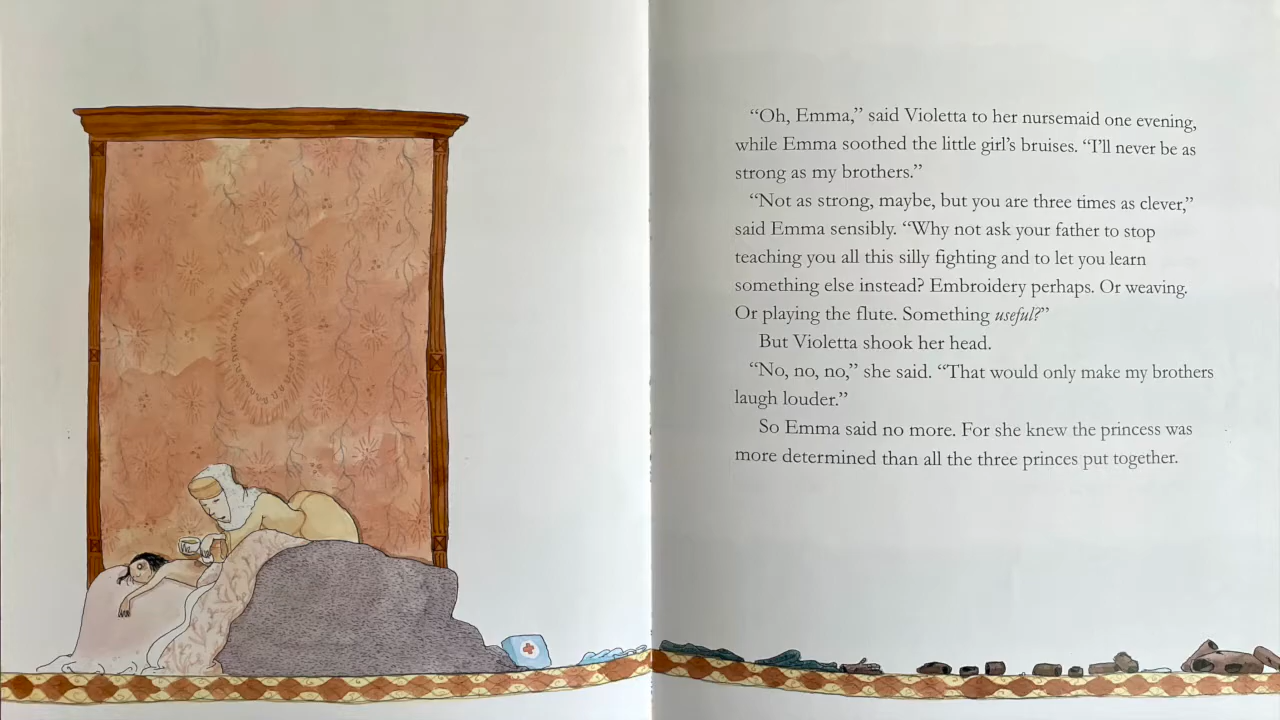 “Oh, Emma,” said Violetta to her nursemaid one evening,
while Emma soothed the little girl’s bruises. “I’ll never be as
strong as my brothers.”
“Not as strong, maybe, but you are three times as clever,”
said Emma sensibly. “Why not ask your father to stop
teaching you all this silly fighting and to let you learn
something else instead? Embroidery perhaps. Or weaving.
Or playing the flute. Something useful?”
But Violetta shook her head.
“No, no, no,” she said. “That would only make my brothers
laugh louder.”
So Emma said no more. For she knew the princess was
more determined than all the three princes put together.